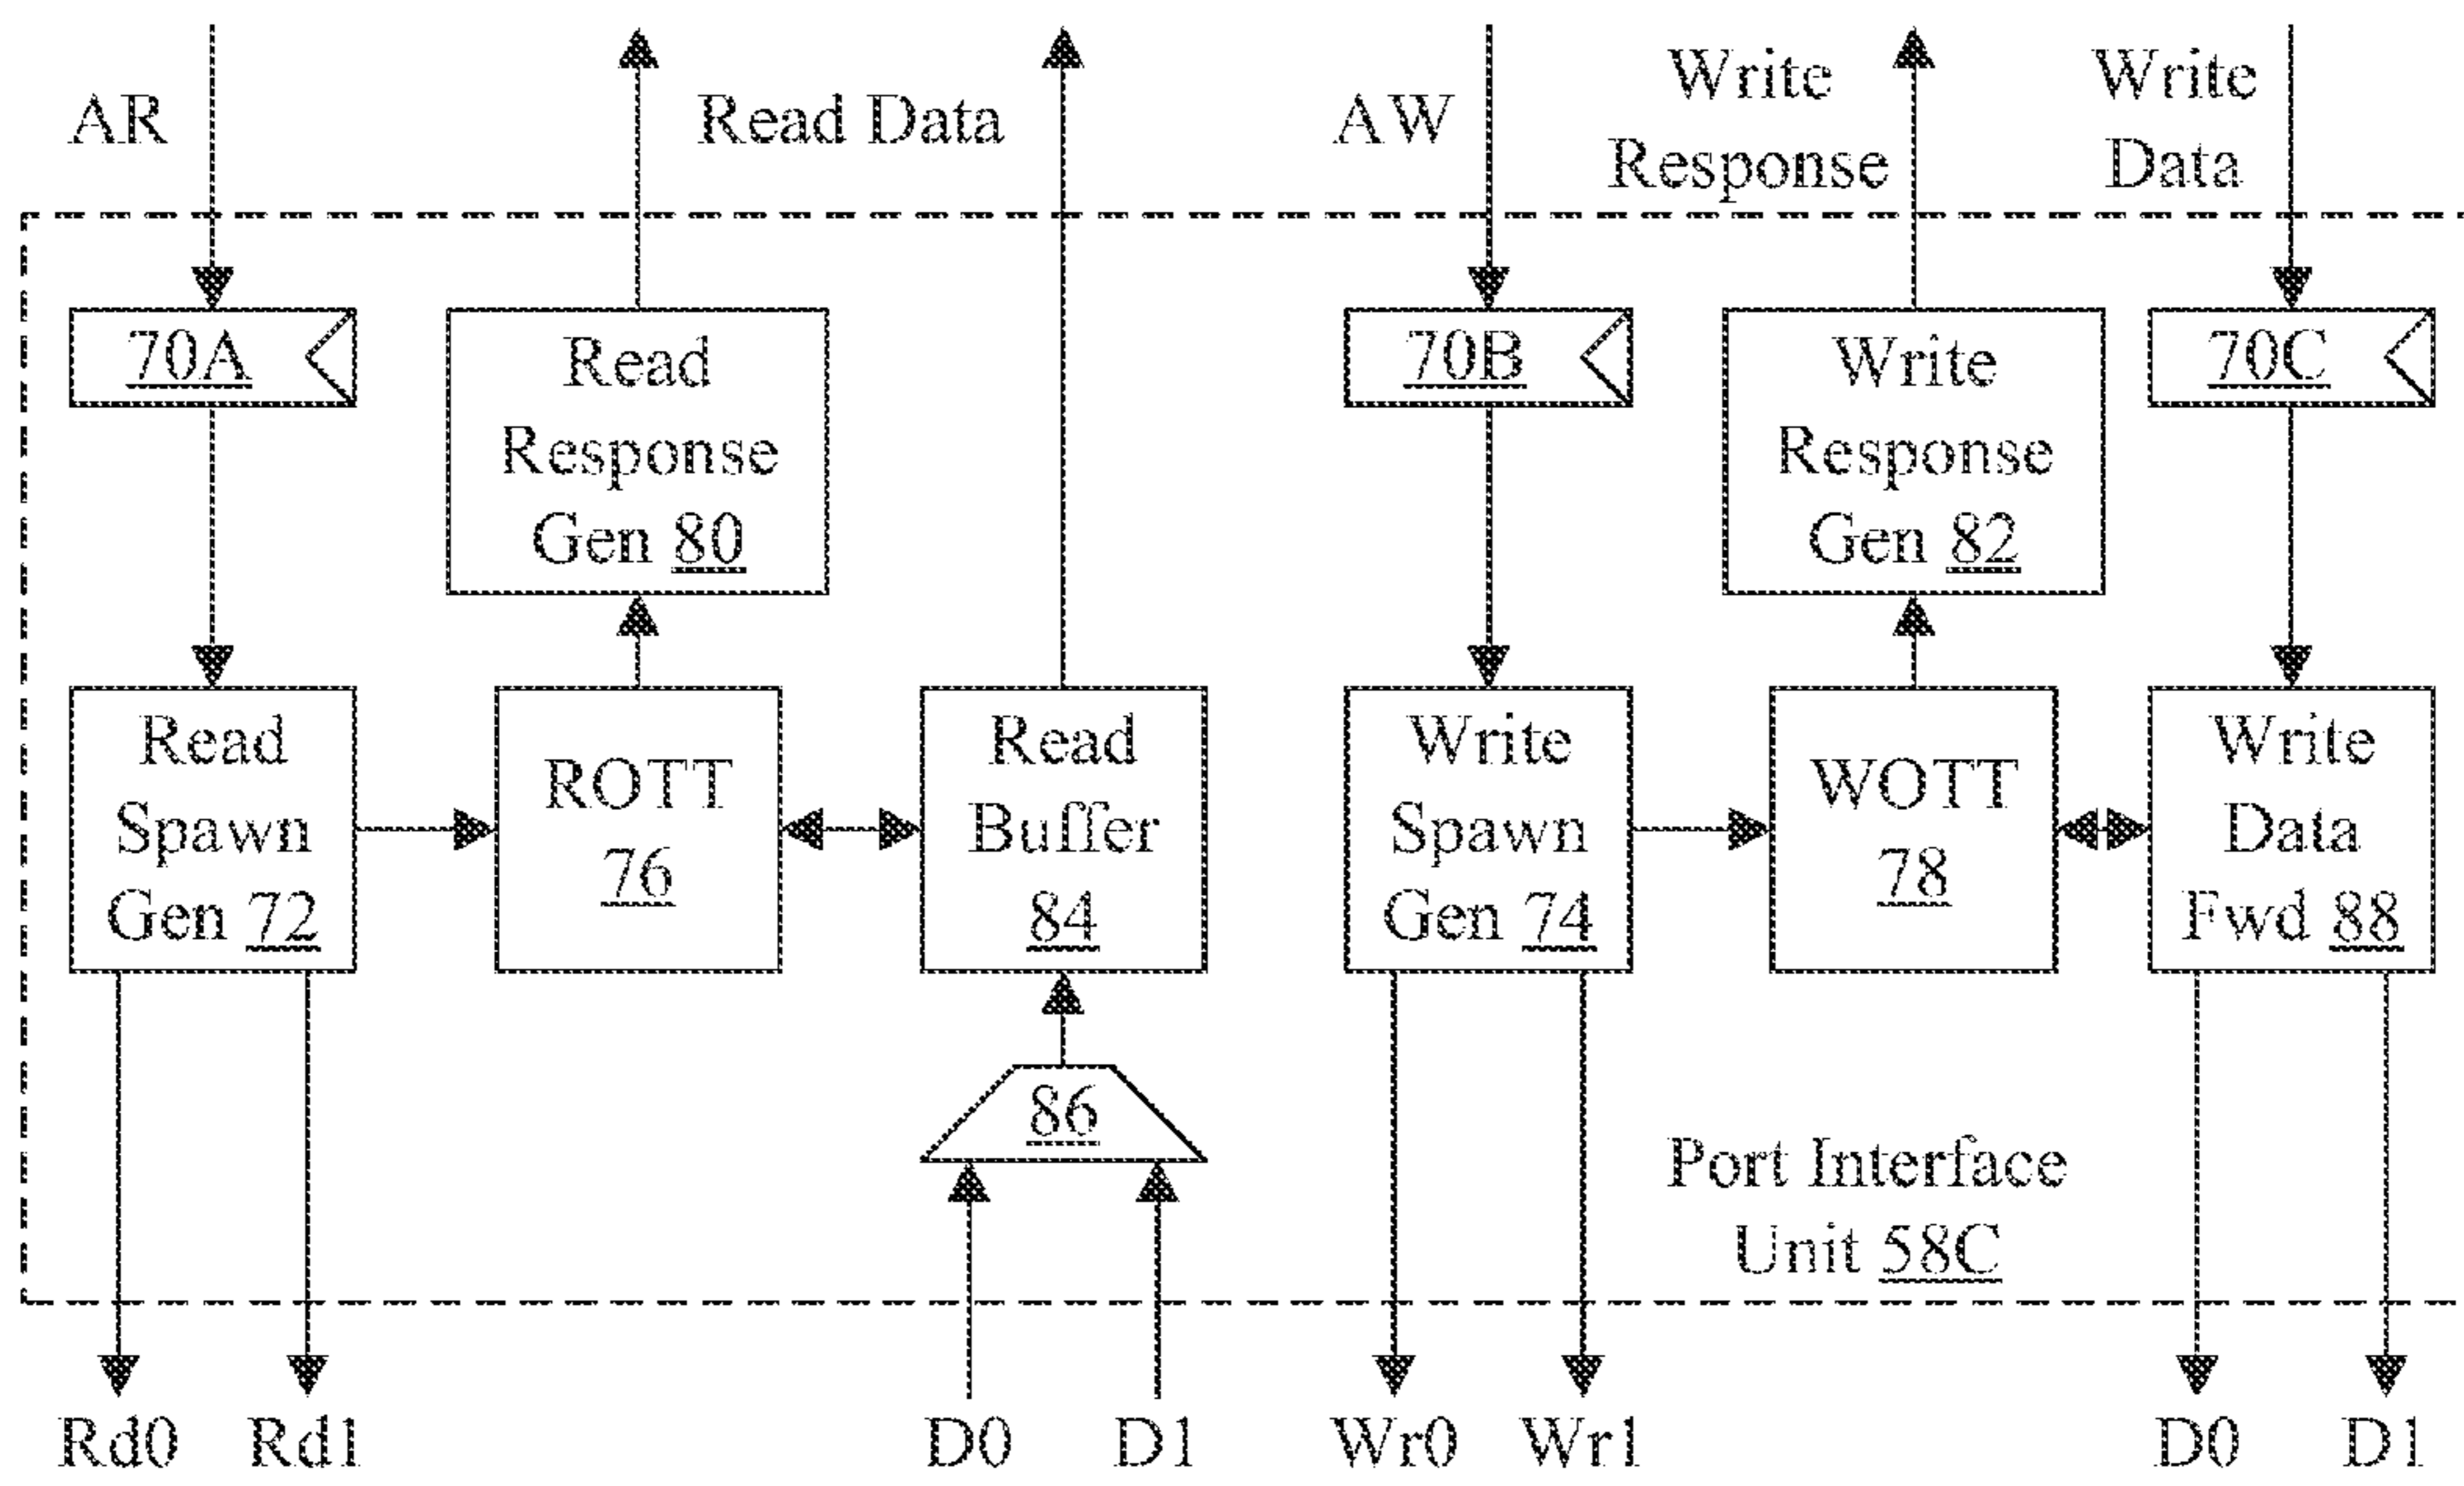 AR
Read Data
AW
Write
Response
Write
Data
70A
Read
Response
Gen 80
70B
Write
Response
Gen 82
70C
Read
Spawn
Gen 72
ROTT
76
Read
Buffer
84
Write
Spawn
Gen 74
WOTT
78
Write
Data
Fwd 88
86
Port Interface
Unit 58C
Rd0
Rd1
D0
D1
Wr0
Wr1
D0
D1